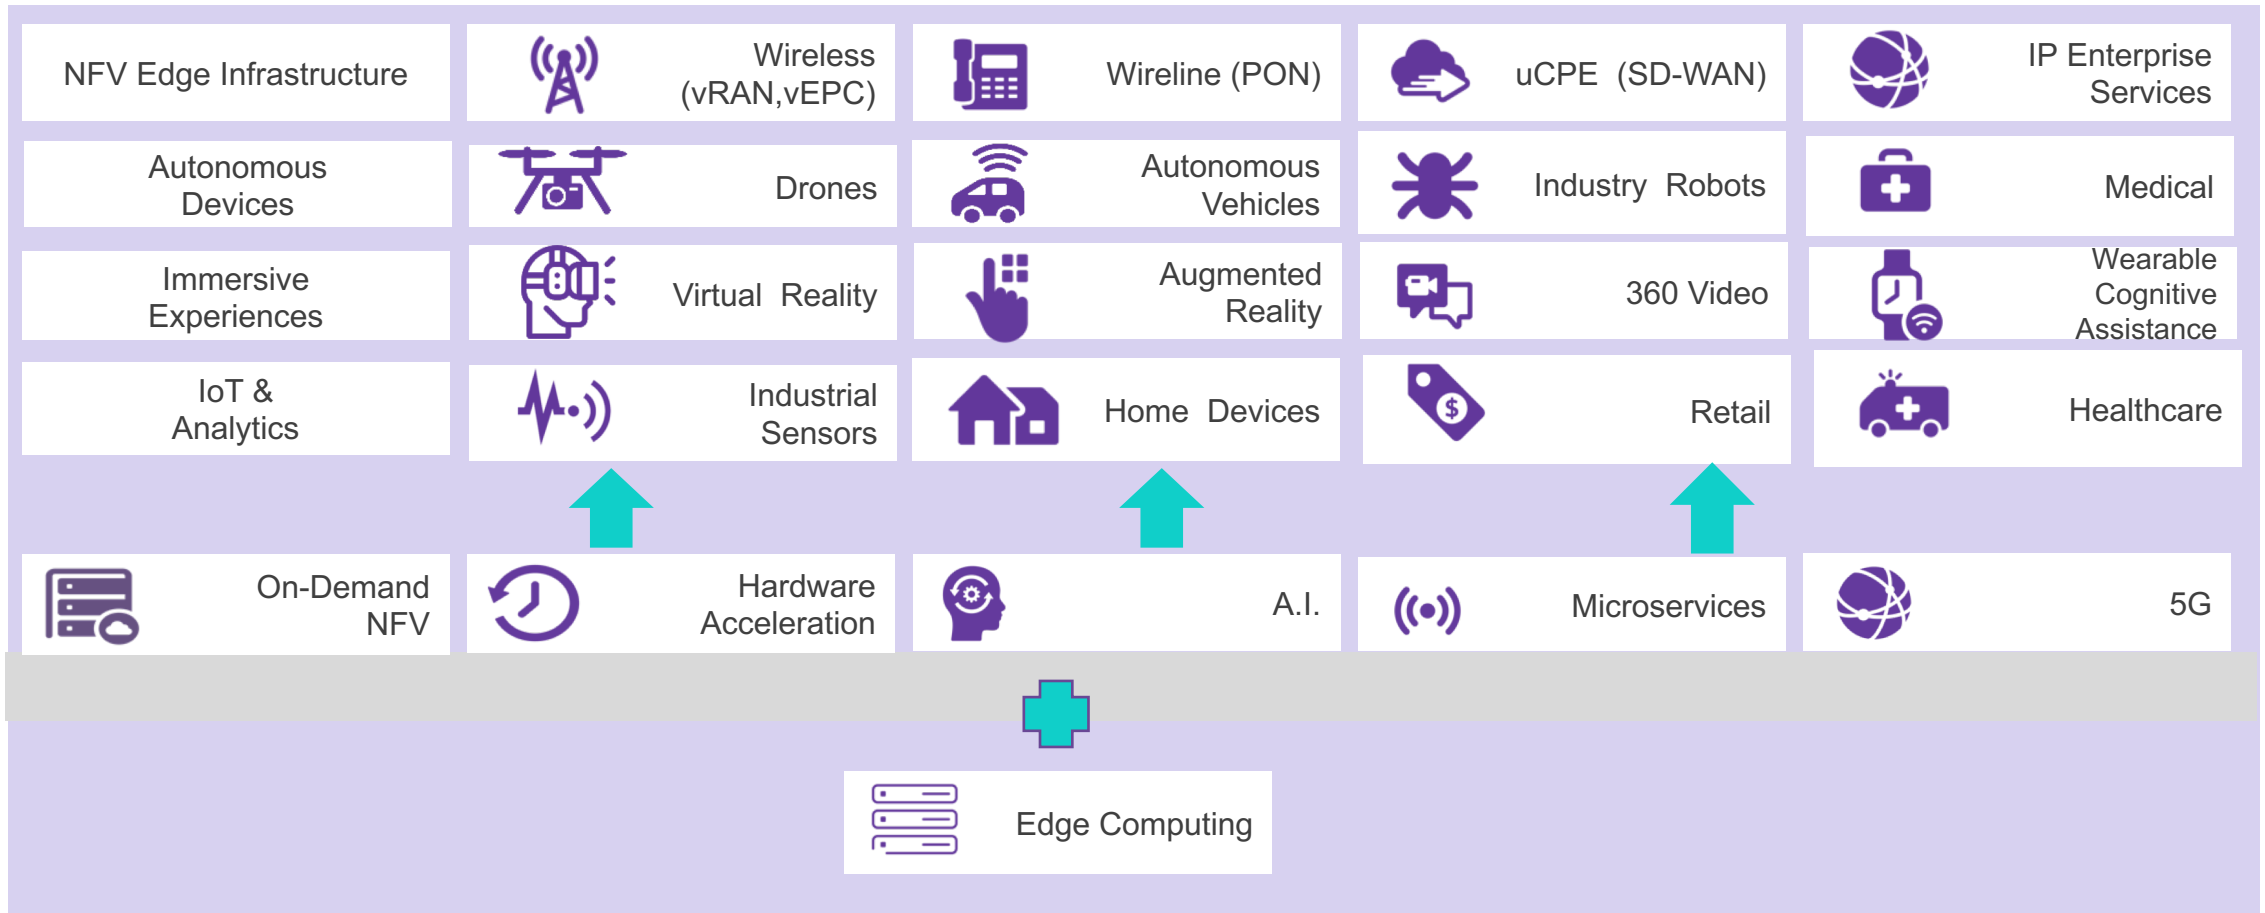 NFV Edge Infrastructure
Wireless
(vRAN,vEPC)
Wireline (PON)
uCPE (SD-WAN)
IP Enterprise
Services
Autonomous
Devices
Drones
Autonomous
Vehicles
Industry Robots
Medical
Immersive
Experiences
Virtual Reality
Augmented
Reality
360 Video
Wearable
Cognitive
Assistance
IoT &
Analytics
Industrial
Sensors
Home Devices
$
Retail
Healthcare
On-Demand
NFV
Hardware
Acceleration
A.I.
Microservices
5G
Edge Computing